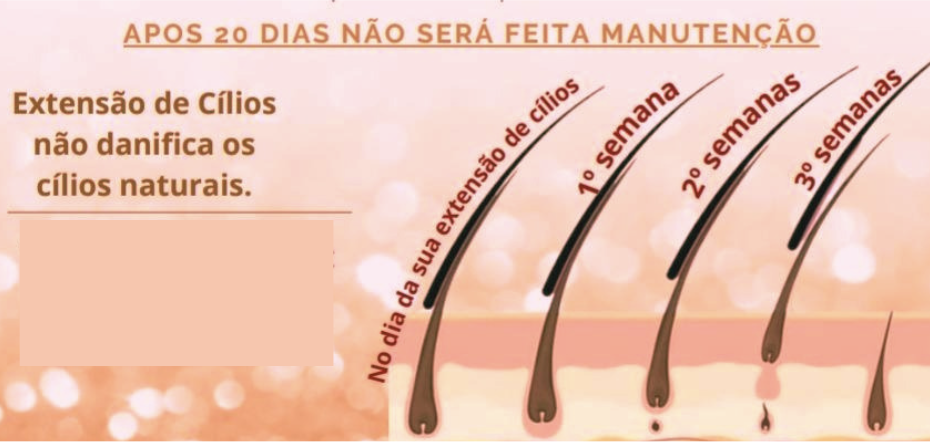 APOS 20 DIAS NÃO SERÁ FEITA MANUTENÇÃO
Extensão de Cílios
não danifica os
cílios naturais.
No dia da sua extensão de cílios
1º semana
2º semanas
3º semanas